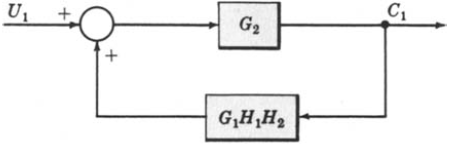 U₁ + G₂ C₁
+
G₁H₁H₂